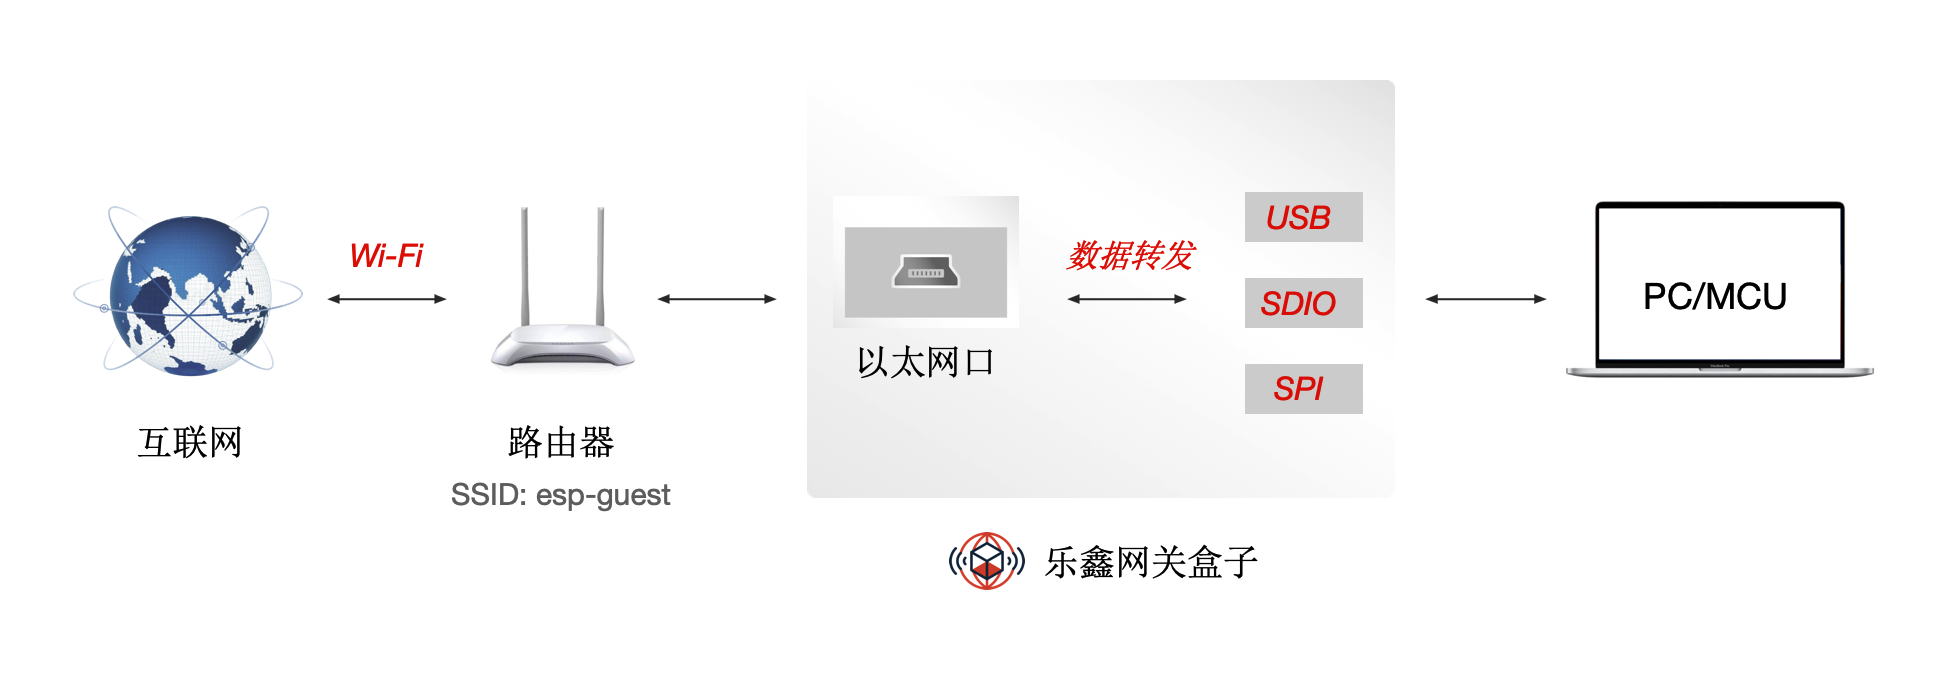 Wi-Fi
互联网
路由器
SSID: esp-guest
以太网口
数据转发
USB
SDIO
SPI
乐鑫网关盒子
PC/MCU